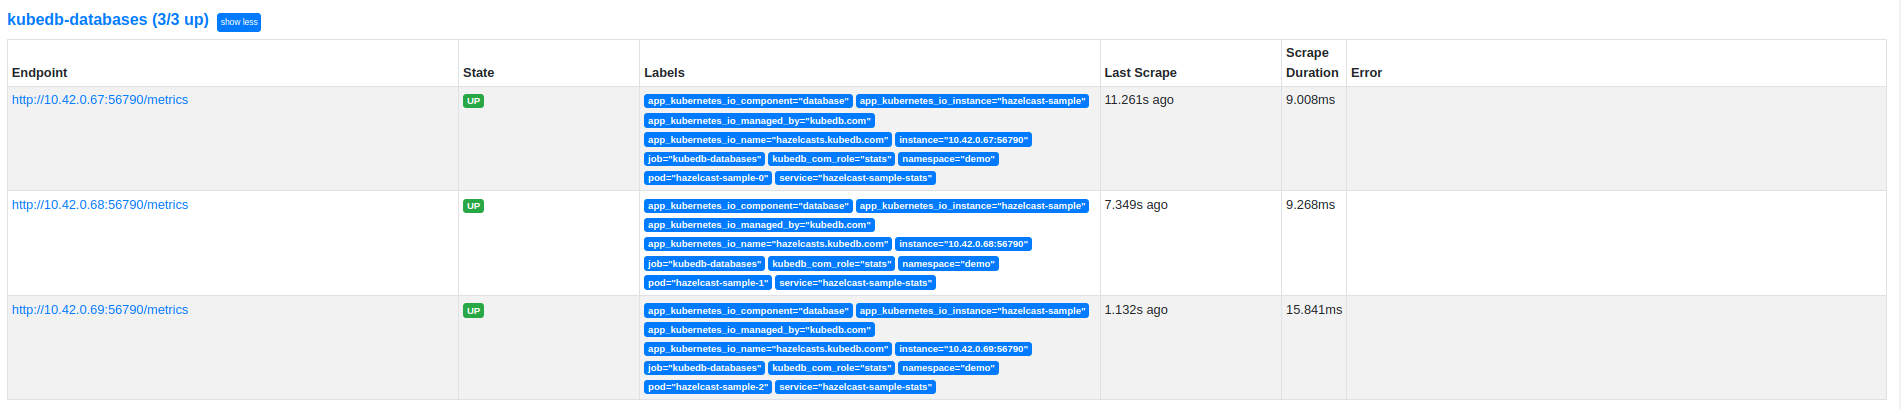 kubedb-databases (3/3 up) show less
Scrape
Endpoint State Labels Last Scrape Duration Error
http://10.42.0.67:56790/metrics UP app_kubernetes_io_component="database" app_kubernetes_io_instance="hazelcast-sample" 11.261s ago 9.008ms
app_kubernetes_io_managed_by="kubedb.com"
app_kubernetes_io_name="hazelcasts.kubedb.com" instance="10.42.0.67:56790"
job="kubedb-databases" kubedb_com_role="stats" namespace="demo"
pod="hazelcast-sample-0" service="hazelcast-sample-stats"
http://10.42.0.68:56790/metrics UP app_kubernetes_io_component="database" app_kubernetes_io_instance="hazelcast-sample" 7.349s ago 9.268ms
app_kubernetes_io_managed_by="kubedb.com"
app_kubernetes_io_name="hazelcasts.kubedb.com" instance="10.42.0.68:56790"
job="kubedb-databases" kubedb_com_role="stats" namespace="demo"
pod="hazelcast-sample-1" service="hazelcast-sample-stats"
http://10.42.0.69:56790/metrics UP app_kubernetes_io_component="database" app_kubernetes_io_instance="hazelcast-sample" 1.132s ago 15.841ms
app_kubernetes_io_managed_by="kubedb.com"
app_kubernetes_io_name="hazelcasts.kubedb.com" instance="10.42.0.69:56790"
job="kubedb-databases" kubedb_com_role="stats" namespace="demo"
pod="hazelcast-sample-2" service="hazelcast-sample-stats"